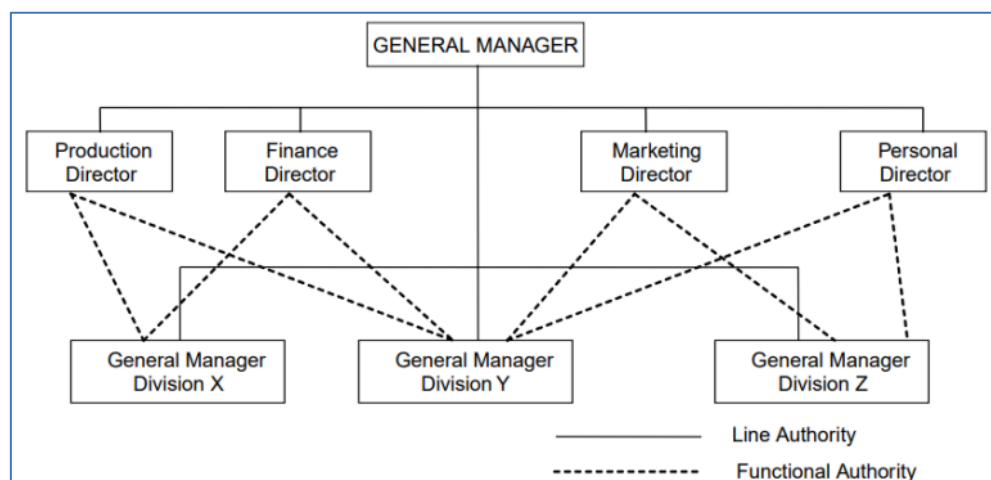 GENERAL MANAGER
Production
Director
Finance
Director
Marketing
Director
Personal
Director
General Manager
Division X
General Manager
Division Y
General Manager
Division Z
Line Authority
Functional Authority